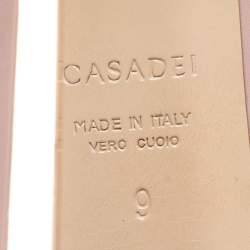 CASADEI
MADE IN ITALY
VERO CUOIO
9